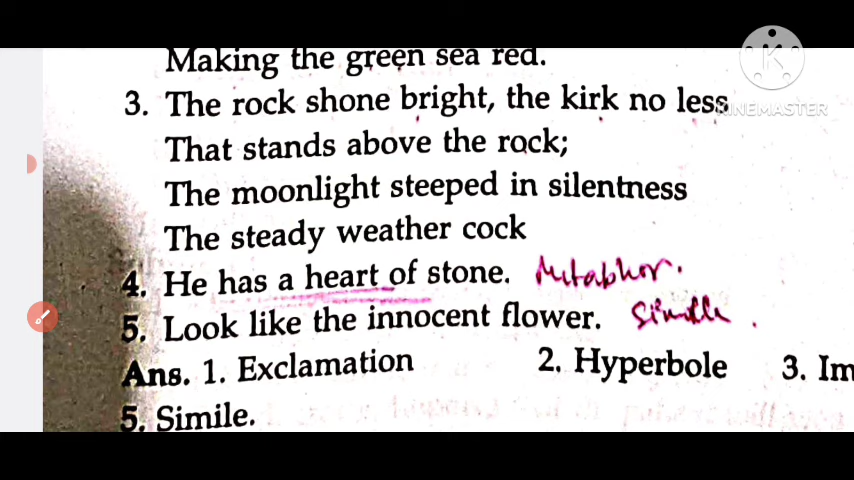 Making the green sea red.
K
KINEMASTER
3. The rock shone bright, the kirk no less
That stands above the rock;
The moonlight steeped in silentness
The steady weather cock
4. He has a heart of stone. Metaphor.
5. Look like the innocent flower. Simile.
Ans. 1. Exclamation 2. Hyperbole 3. Im
5. Simile.